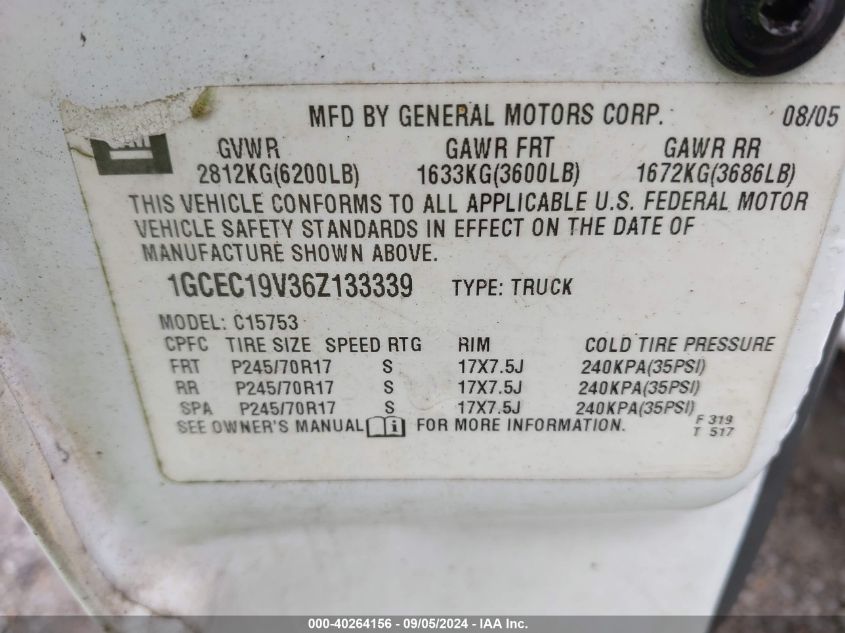 MFD BY GENERAL MOTORS CORP. 08/05
GM
GVWR GAWR FRT GAWR RR
2812KG(6200LB) 1633KG(3600LB) 1672KG(3686LB)
THIS VEHICLE CONFORMS TO ALL APPLICABLE U.S. FEDERAL MOTOR
VEHICLE SAFETY STANDARDS IN EFFECT ON THE DATE OF
MANUFACTURE SHOWN ABOVE.
1GCEC19V36Z133339 TYPE: TRUCK
MODEL: C15753
CPFC TIRE SIZE SPEED RTG RIM COLD TIRE PRESSURE
FRT P245/70R17 S 17X7.5J 240KPA(35PSI)
RR P245/70R17 S 17X7.5J 240KPA(35PSI)
SPA P245/70R17 S 17X7.5J 240KPA(35PSI)
SEE OWNER'S MANUAL i FOR MORE INFORMATION. F 319
T 517
000-40264156 - 09/05/2024 - IAA Inc.